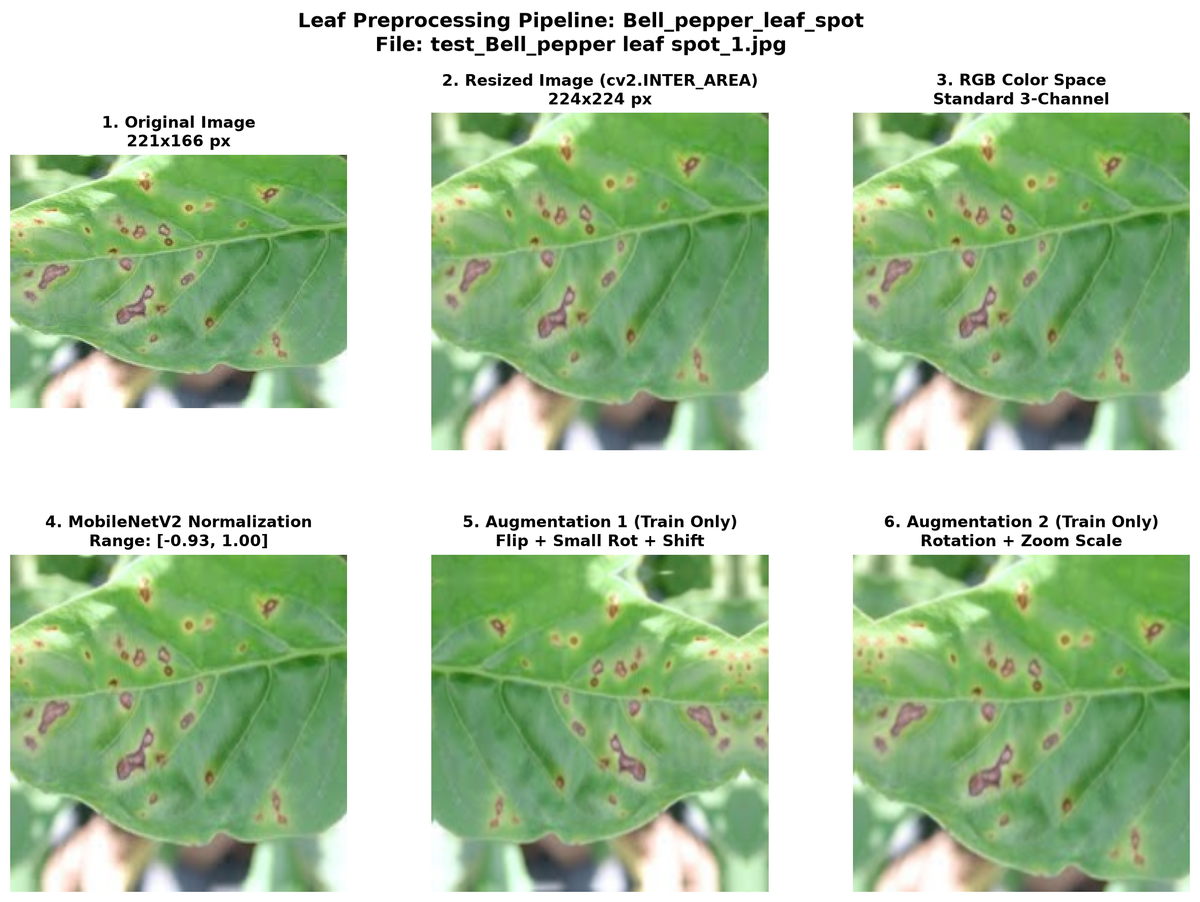 Leaf Preprocessing Pipeline: Bell_pepper_leaf_spot
File: test_Bell_pepper leaf spot_1.jpg
1. Original Image
221x166 px
2. Resized Image (cv2.INTER_AREA)
224x224 px
3. RGB Color Space
Standard 3-Channel
4. MobileNetV2 Normalization
Range: [-0.93, 1.00]
5. Augmentation 1 (Train Only)
Flip + Small Rot + Shift
6. Augmentation 2 (Train Only)
Rotation + Zoom Scale